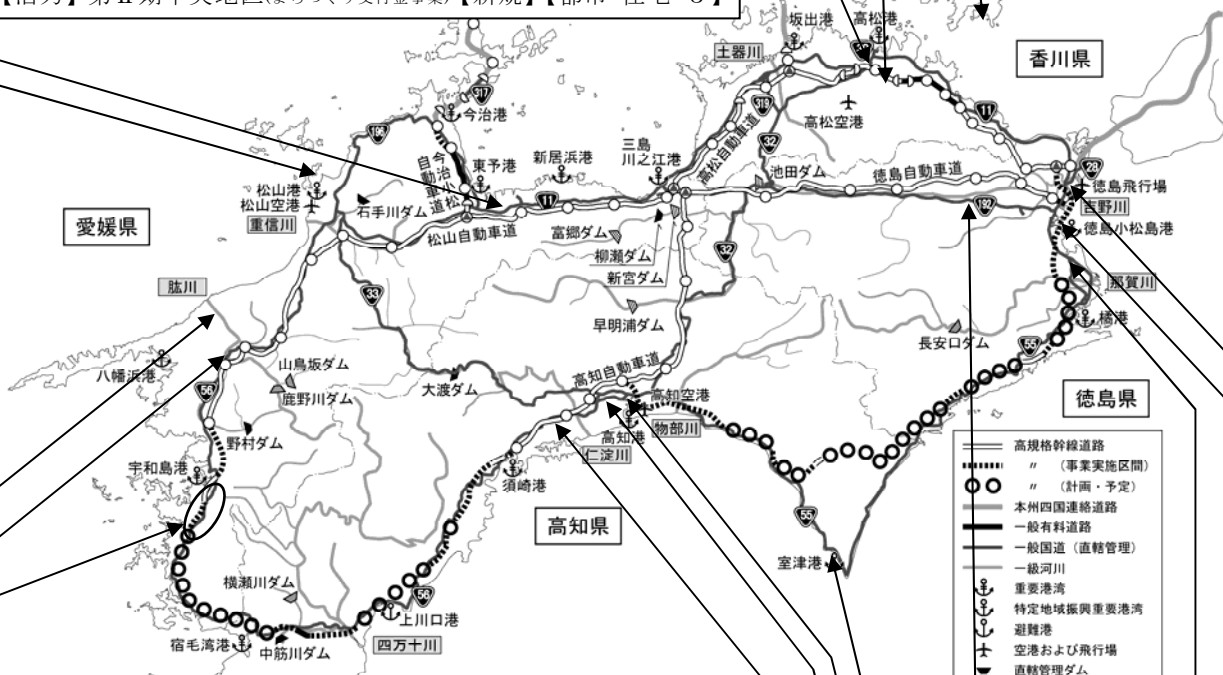 【都市・住宅-6】
坂出港
高松港
土器川
香川県
317
今治港
196
319
32
高松空港
11
高松自動車道
三島
川之江港
新居浜港
東予港
今治小松
自動車道
池田ダム
徳島自動車道
28
徳島飛行場
吉野川
192
徳島小松島港
松山港
松山空港
重信川
石手川ダム
11
松山自動車道
愛媛県
富郷ダム
柳瀬ダム
新宮ダム
32
早明浦ダム
那賀川
橘港
長安口ダム
55
肱川
33
八幡浜港
山鳥坂ダム
鹿野川ダム
大渡ダム
56
野村ダム
高知自動車道
高知空港
高知港
物部川
仁淀川
徳島県
宇和島港
須崎港
高知県
55
室津港
横瀬川ダム
56
上川口港
宿毛湾港
中筋川ダム
四万十川
高規格幹線道路
〃 (事業実施区間)
〃 (計画・予定)
本州四国連絡道路
一般有料道路
一般国道(直轄管理)
一級河川
重要港湾
特定地域振興重要港湾
避難港
空港および飛行場
直轄管理ダム